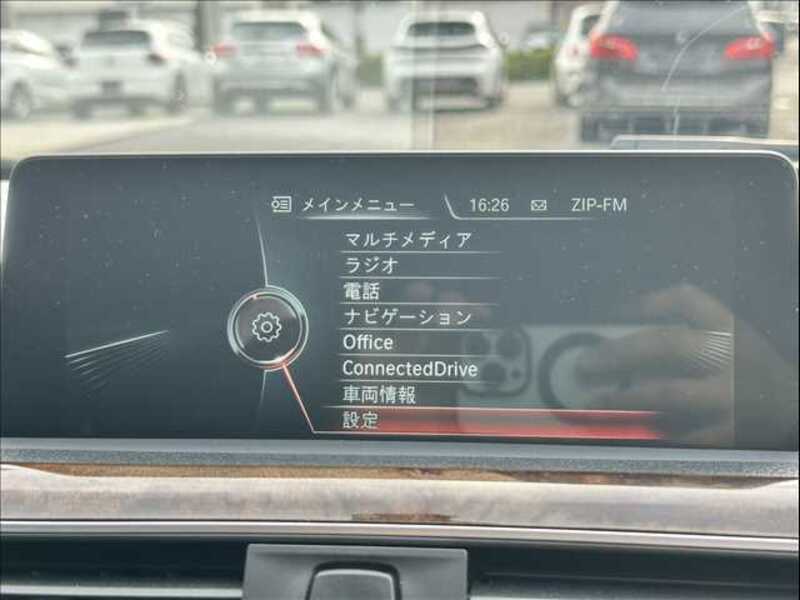 メインメニュー 16:26 ZIP-FM
マルチメディア
ラジオ
電話
ナビゲーション
Office
ConnectedDrive
車両情報
設定